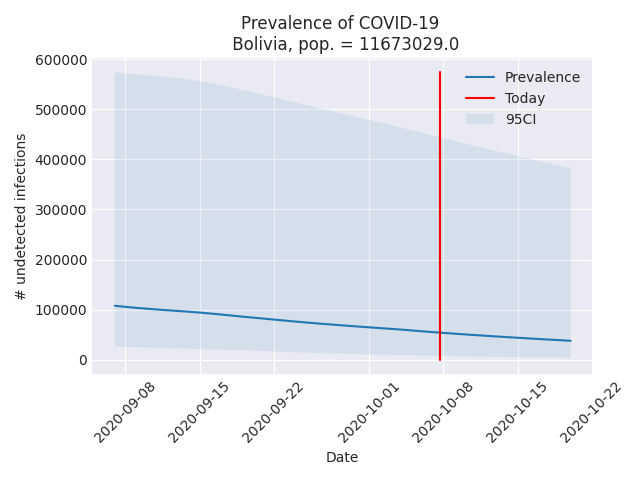 Prevalence of COVID-19
Bolivia, pop. = 11673029.0
Prevalence
Today
95CI
600000
500000
400000
300000
200000
100000
0
# undetected infections
2020-09-08
2020-09-15
2020-09-22
2020-10-01
2020-10-08
2020-10-15
2020-10-22
Date